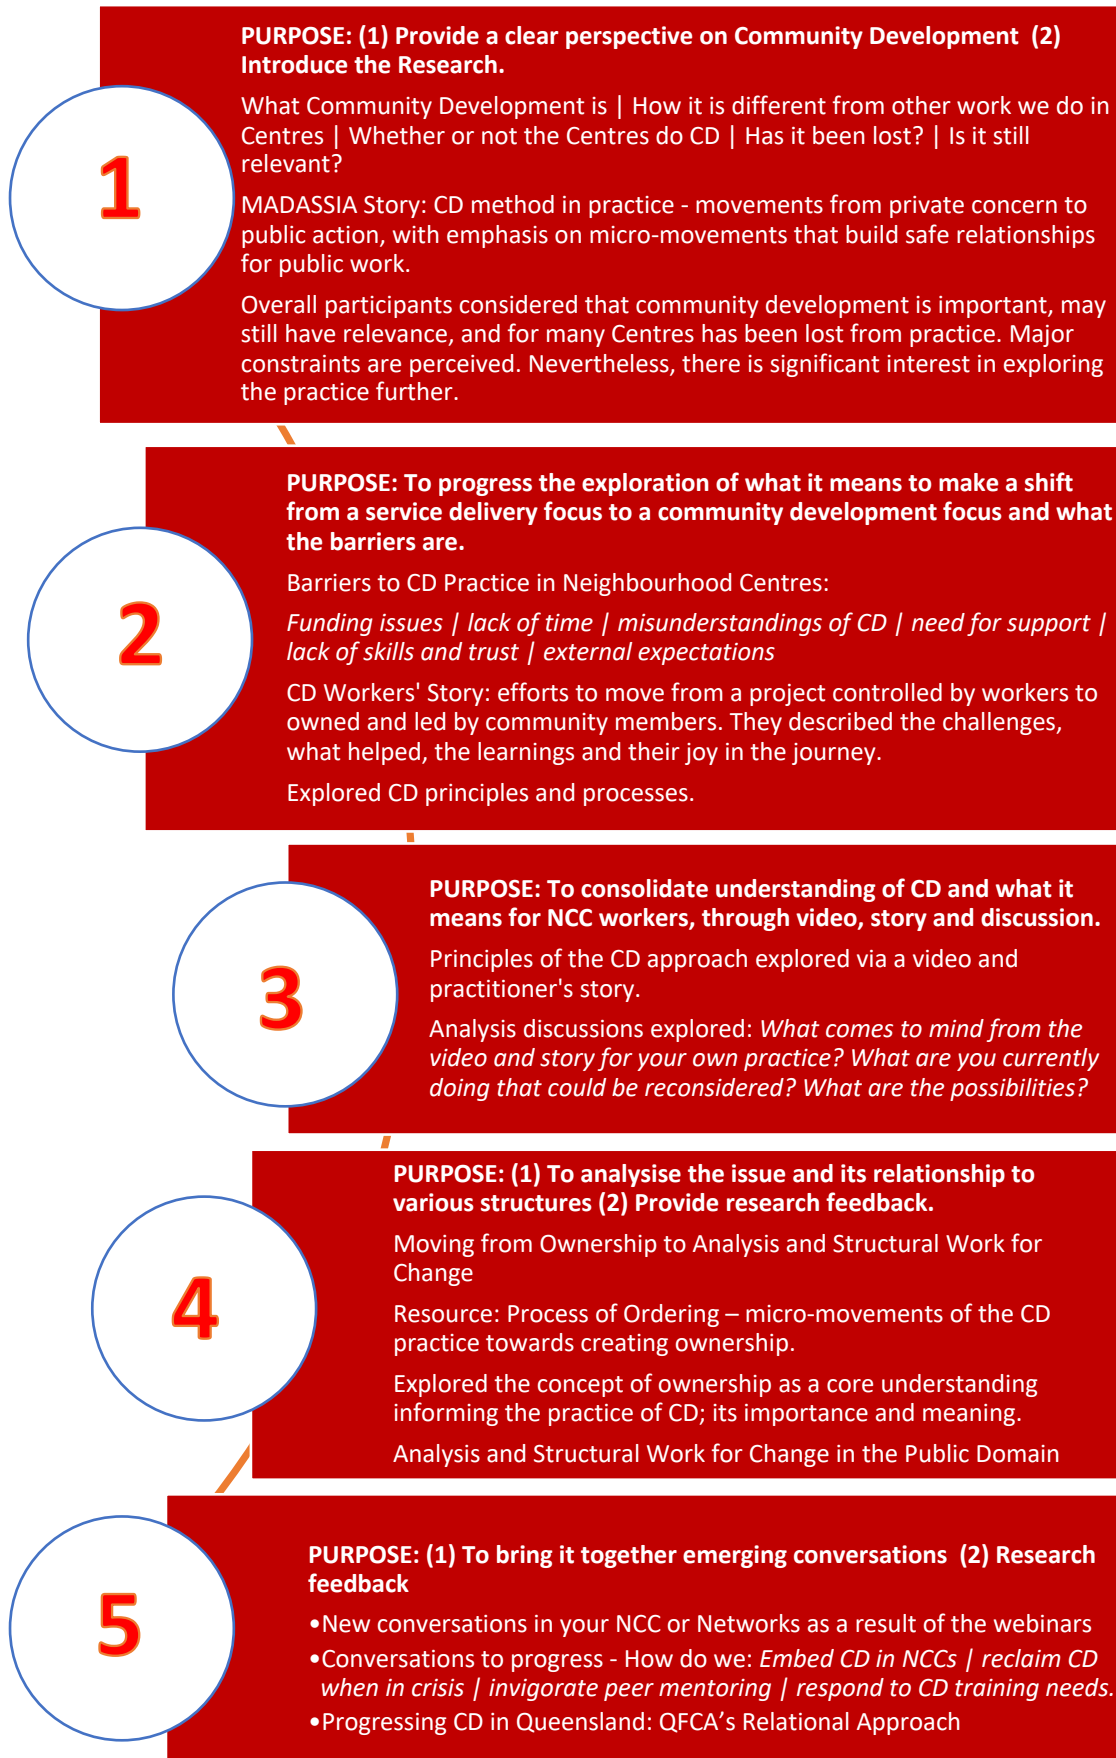 1
PURPOSE: (1) Provide a clear perspective on Community Development (2)
Introduce the Research.
What Community Development is | How it is different from other work we do in
Centres | Whether or not the Centres do CD | Has it been lost? | Is it still
relevant?
MADASSIA Story: CD method in practice - movements from private concern to
public action, with emphasis on micro-movements that build safe relationships
for public work.
Overall participants considered that community development is important, may
still have relevance, and for many Centres has been lost from practice. Major
constraints are perceived. Nevertheless, there is significant interest in exploring
the practice further.
2
PURPOSE: To progress the exploration of what it means to make a shift
from a service delivery focus to a community development focus and what
the barriers are.
Barriers to CD Practice in Neighbourhood Centres:
Funding issues | lack of time | misunderstandings of CD | need for support |
lack of skills and trust | external expectations
CD Workers' Story: efforts to move from a project controlled by workers to
owned and led by community members. They described the challenges,
what helped, the learnings and their joy in the journey.
Explored CD principles and processes.
3
PURPOSE: To consolidate understanding of CD and what it
means for NCC workers, through video, story and discussion.
Principles of the CD approach explored via a video and
practitioner's story.
Analysis discussions explored: What comes to mind from the
video and story for your own practice? What are you currently
doing that could be reconsidered? What are the possibilities?
4
PURPOSE: (1) To analysise the issue and its relationship to
various structures (2) Provide research feedback.
Moving from Ownership to Analysis and Structural Work for
Change
Resource: Process of Ordering – micro-movements of the CD
practice towards creating ownership.
Explored the concept of ownership as a core understanding
informing the practice of CD; its importance and meaning.
Analysis and Structural Work for Change in the Public Domain
5
PURPOSE: (1) To bring it together emerging conversations (2) Research
feedback
•New conversations in your NCC or Networks as a result of the webinars
•Conversations to progress - How do we: Embed CD in NCCs | reclaim CD
when in crisis | invigorate peer mentoring | respond to CD training needs.
•Progressing CD in Queensland: QFCA’s Relational Approach